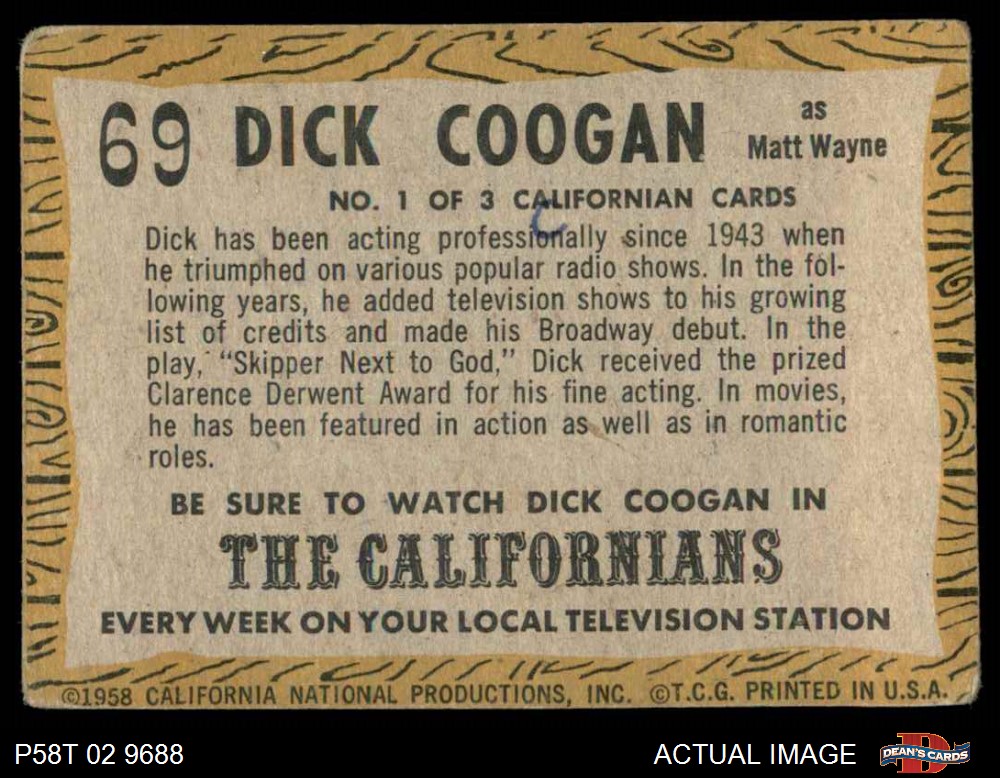 69 DICK COOGAN as
Matt Wayne
NO. 1 OF 3 CALIFORNIAN CARDS
C
Dick has been acting professionally since 1943 when
he triumphed on various popular radio shows. In the fol-
lowing years, he added television shows to his growing
list of credits and made his Broadway debut. In the
play, "Skipper Next to God," Dick received the prized
Clarence Derwent Award for his fine acting. In movies,
he has been featured in action as well as in romantic
roles.
BE SURE TO WATCH DICK COOGAN IN
THE CALIFORNIANS
EVERY WEEK ON YOUR LOCAL TELEVISION STATION
©1958 CALIFORNIA NATIONAL PRODUCTIONS, INC. ©T.C.G. PRINTED IN U.S.A.
P58T 02 9688 ACTUAL IMAGE D DEAN'S CARDS